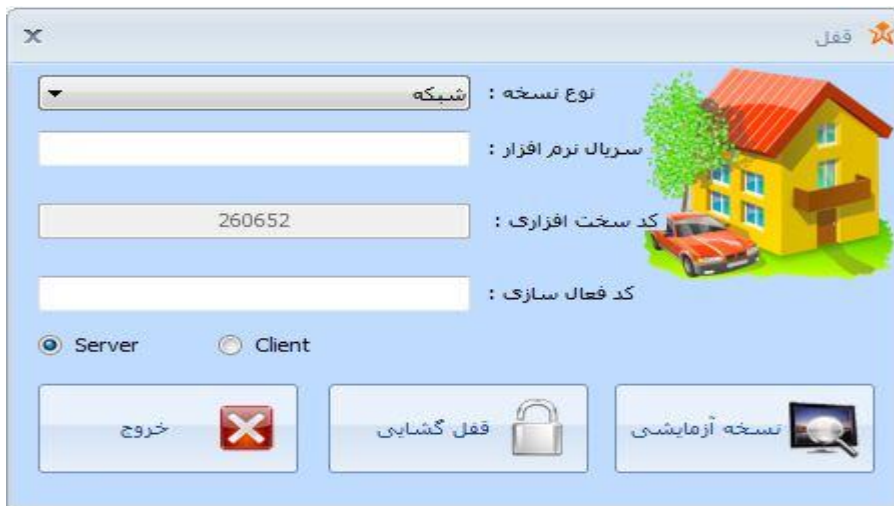 قفل
نوع نسخه : شبکه
سریال نرم افزار :
کد سخت افزاری : 260652
کد فعال سازی :
Server Client
نسخه آزمایشی قفل گشایی خروج